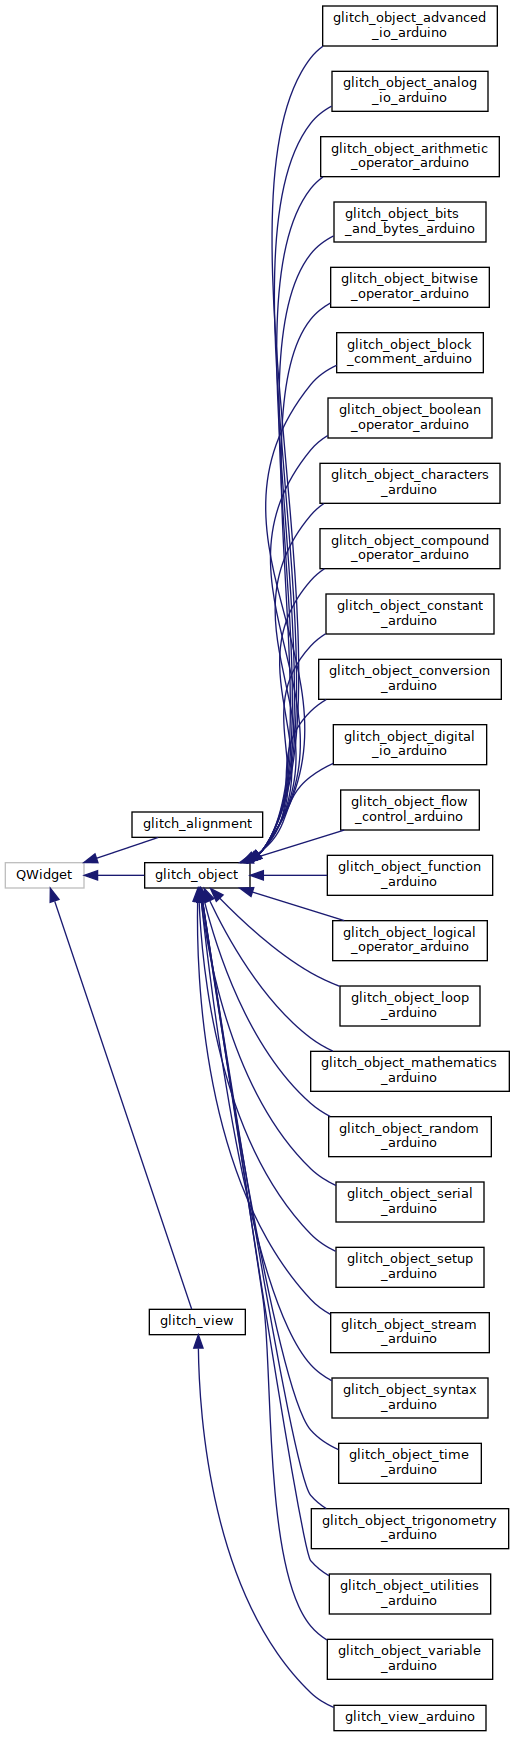 glitch_object_advanced
_io_arduino
glitch_object_analog
_io_arduino
glitch_object_arithmetic
_operator_arduino
glitch_object_bits
_and_bytes_arduino
glitch_object_bitwise
_operator_arduino
glitch_object_block
_comment_arduino
glitch_object_boolean
_operator_arduino
glitch_object_characters
_arduino
glitch_object_compound
_operator_arduino
glitch_object_constant
_arduino
glitch_object_conversion
_arduino
glitch_object_digital
_io_arduino
glitch_object_flow
_control_arduino
glitch_alignment
QWidget
glitch_object
glitch_object_function
_arduino
glitch_object_logical
_operator_arduino
glitch_object_loop
_arduino
glitch_object_mathematics
_arduino
glitch_object_random
_arduino
glitch_object_serial
_arduino
glitch_object_setup
_arduino
glitch_view
glitch_object_stream
_arduino
glitch_object_syntax
_arduino
glitch_object_time
_arduino
glitch_object_trigonometry
_arduino
glitch_object_utilities
_arduino
glitch_object_variable
_arduino
glitch_view_arduino